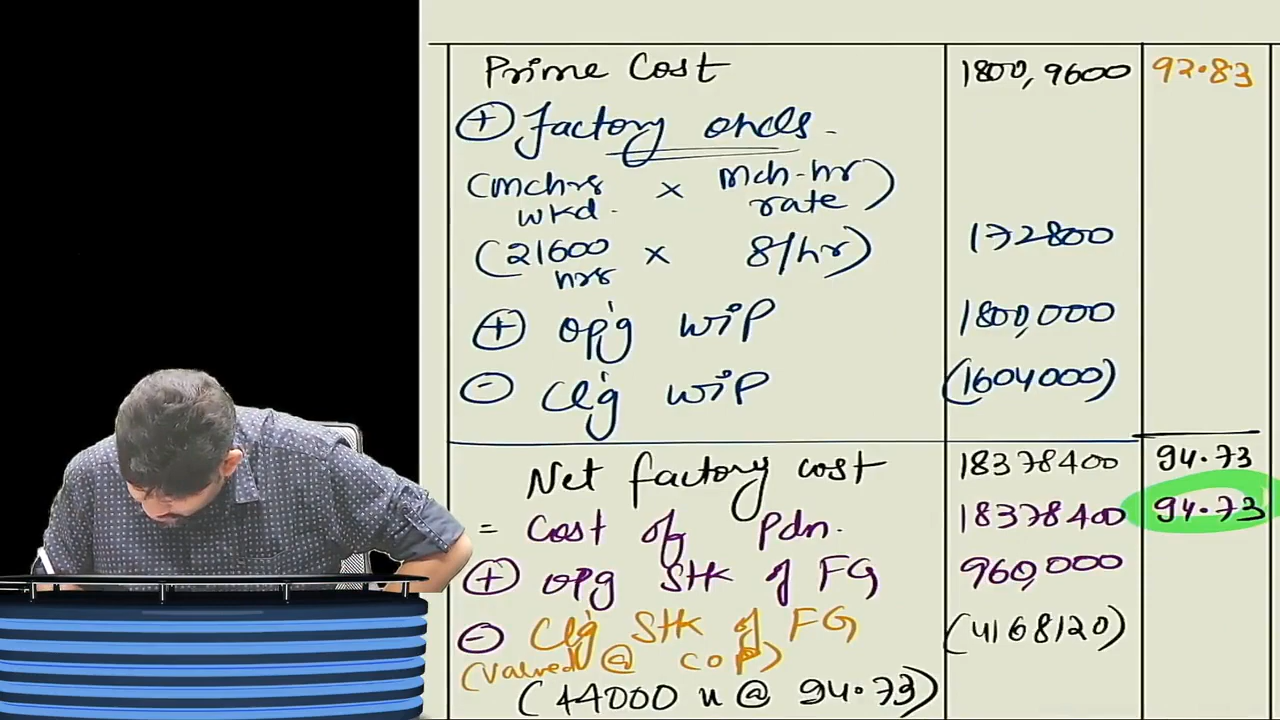 Prime Cost 1800,9600 92.83
(+) factory ohds.
(mchrs wkd. × mch-hr rate)
(21600 hrs × 8/hr) 172800
(+) opg WIP 1800,000
(-) Clg WIP (1604000)
Net factory cost 18378400 94.73
= Cost of Pdn. 18378400 94.73
(+) opg Stk of FG 960,000
(-) Clg Stk of FG (4168120)
(Valued @ COP)
(44000 u @ 94.73)